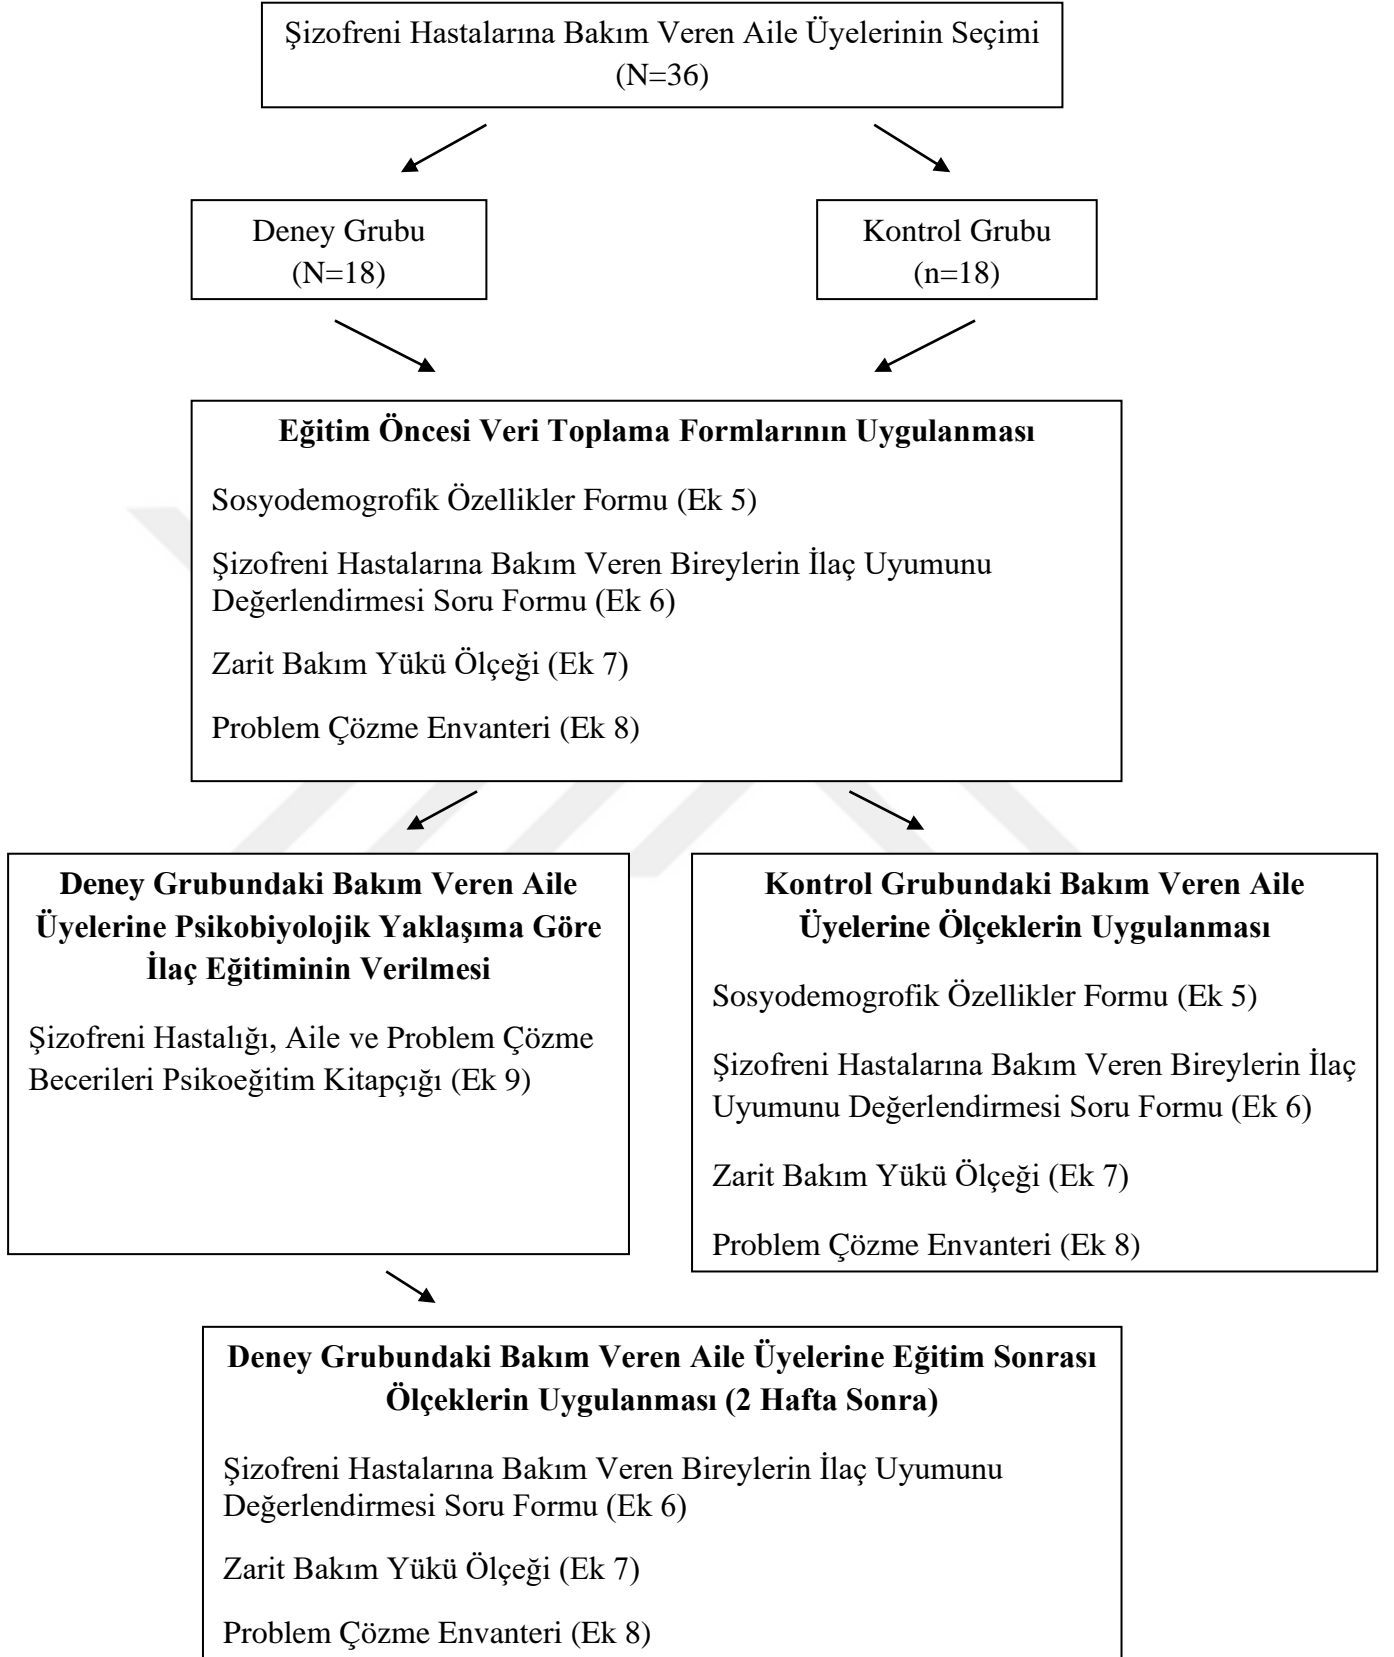 Şizofreni Hastalarına Bakım Veren Aile Üyelerinin Seçimi
(N=36)
Deney Grubu
(N=18)
Kontrol Grubu
(n=18)
Eğitim Öncesi Veri Toplama Formlarının Uygulanması
Sosyodemogrofik Özellikler Formu (Ek 5)
Şizofreni Hastalarına Bakım Veren Bireylerin İlaç Uyumunu
Değerlendirmesi Soru Formu (Ek 6)
Zarit Bakım Yükü Ölçeği (Ek 7)
Problem Çözme Envanteri (Ek 8)
Deney Grubundaki Bakım Veren Aile
Üyelerine Psikobiyolojik Yaklaşıma Göre
İlaç Eğitiminin Verilmesi
Şizofreni Hastalığı, Aile ve Problem Çözme
Becerileri Psikoeğitim Kitapçığı (Ek 9)
Kontrol Grubundaki Bakım Veren Aile
Üyelerine Ölçeklerin Uygulanması
Sosyodemogrofik Özellikler Formu (Ek 5)
Şizofreni Hastalarına Bakım Veren Bireylerin İlaç
Uyumunu Değerlendirmesi Soru Formu (Ek 6)
Zarit Bakım Yükü Ölçeği (Ek 7)
Problem Çözme Envanteri (Ek 8)
Deney Grubundaki Bakım Veren Aile Üyelerine Eğitim Sonrası
Ölçeklerin Uygulanması (2 Hafta Sonra)
Şizofreni Hastalarına Bakım Veren Bireylerin İlaç Uyumunu
Değerlendirmesi Soru Formu (Ek 6)
Zarit Bakım Yükü Ölçeği (Ek 7)
Problem Çözme Envanteri (Ek 8)